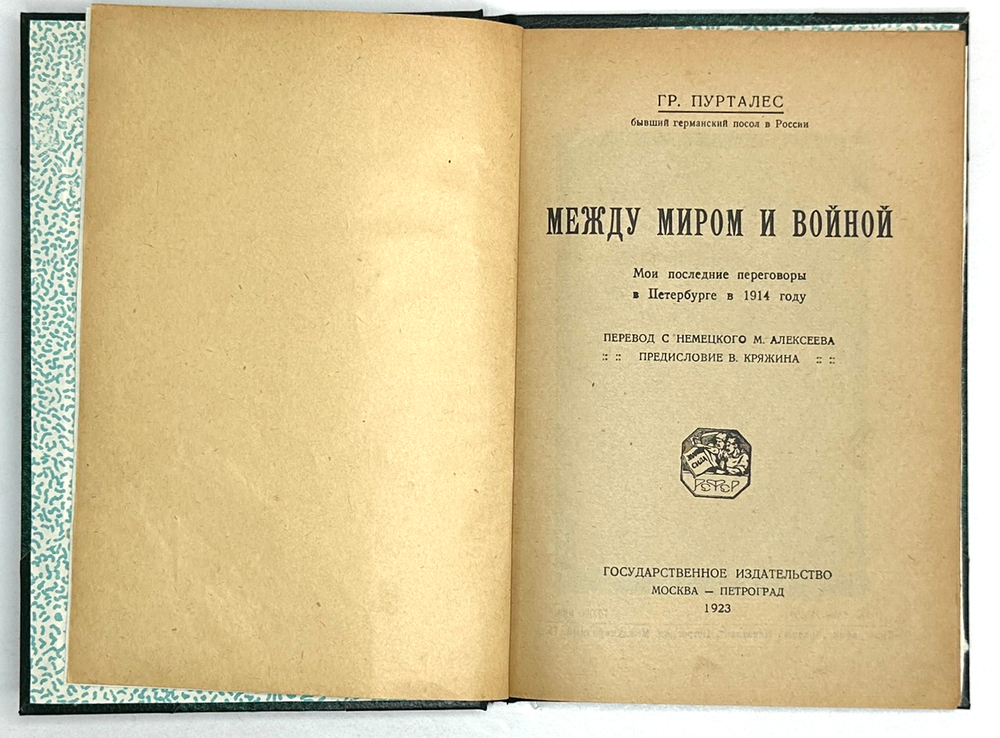 ГР. ПУРТАЛЕС
бывший германский посол в России
МЕЖДУ МИРОМ И ВОЙНОЙ
Мои последние переговоры
в Петербурге в 1914 году
ПЕРЕВОД С НЕМЕЦКОГО М. АЛЕКСЕЕВА
:: :: ПРЕДИСЛОВИЕ В. КРЯЖИНА :: ::
РСФСР
ГОСУДАРСТВЕННОЕ ИЗДАТЕЛЬСТВО
МОСКВА — ПЕТРОГРАД
1923